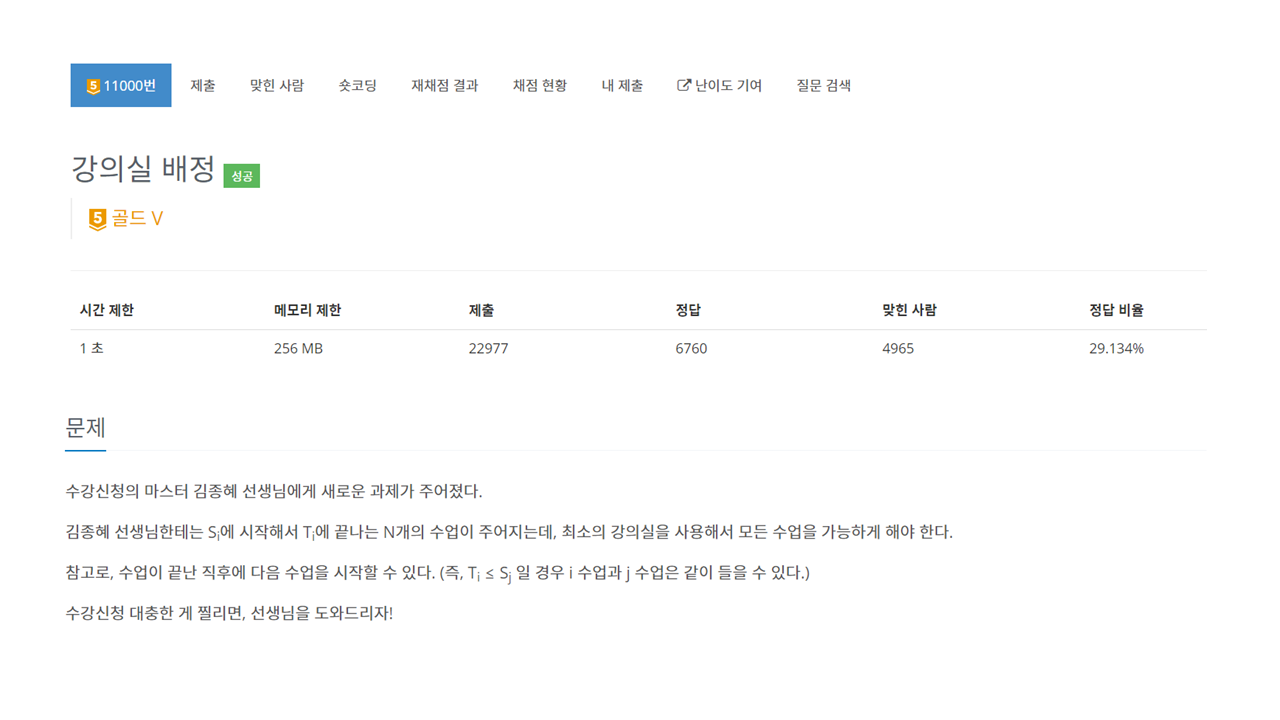 5 11000번 제출 맞힌 사람 숏코딩 재채점 결과 채점 현황 내 제출 난이도 기여 질문 검색
강의실 배정 성공
5 골드 V
시간 제한 메모리 제한 제출 정답 맞힌 사람 정답 비율
1 초 256 MB 22977 6760 4965 29.134%
문제
수강신청의 마스터 김종혜 선생님에게 새로운 과제가 주어졌다.
김종혜 선생님한테는 Si에 시작해서 Ti에 끝나는 N개의 수업이 주어지는데, 최소의 강의실을 사용해서 모든 수업을 가능하게 해야 한다.
참고로, 수업이 끝난 직후에 다음 수업을 시작할 수 있다. (즉, Ti ≤ Sj 일 경우 i 수업과 j 수업은 같이 들을 수 있다.)
수강신청 대충한 게 찔리면, 선생님을 도와드리자!